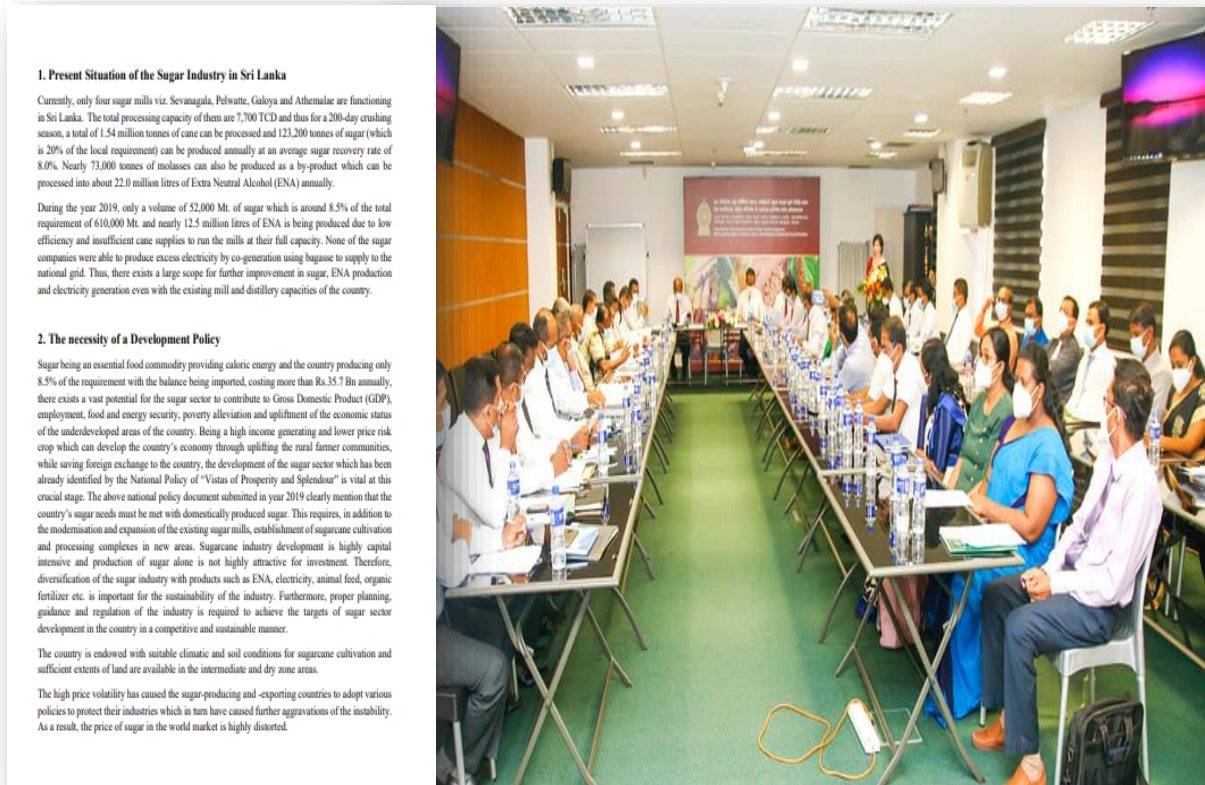 1. Present Situation of the Sugar Industry in Sri Lanka
Currently, only four sugar mills viz. Sevanagala, Pelwatte, Galoya and Athemalae are functioning
in Sri Lanka. The total processing capacity of them are 7,700 TCD and thus for a 200-day crushing
season, a total of 1.54 million tonnes of cane can be processed and 123,200 tonnes of sugar (which
is 20% of the local requirement) can be produced annually at an average sugar recovery rate of
8.0%. Nearly 73,000 tonnes of molasses can also be produced as a by-product which can be
processed into about 22.0 million litres of Extra Neutral Alcohol (ENA) annually.
During the year 2019, only a volume of 52,000 Mt. of sugar which is around 8.5% of the total
requirement of 610,000 Mt. and nearly 12.5 million litres of ENA is being produced due to low
efficiency and insufficient cane supplies to run the mills at their full capacity. None of the sugar
companies were able to produce excess electricity by co-generation using bagasse to supply to the
national grid. Thus, there exists a large scope for further improvement in sugar, ENA production
and electricity generation even with the existing mill and distillery capacities of the country.
2. The necessity of a Development Policy
Sugar being an essential food commodity providing caloric energy and the country producing only
8.5% of the requirement with the balance being imported, costing more than Rs.35.7 Bn annually,
there exists a vast potential for the sugar sector to contribute to Gross Domestic Product (GDP),
employment, food and energy security, poverty alleviation and upliftment of the economic status
of the underdeveloped areas of the country. Being a high income generating and lower price risk
crop which can develop the country's economy through uplifting the rural farmer communities,
while saving foreign exchange to the country, the development of the sugar sector which has been
already identified by the National Policy of "Vistas of Prosperity and Splendour" is vital at this
crucial stage. The above national policy document submitted in year 2019 clearly mention that the
country's sugar needs must be met with domestically produced sugar. This requires, in addition to
the modernisation and expansion of the existing sugar mills, establishment of sugarcane cultivation
and processing complexes in new areas. Sugarcane industry development is highly capital
intensive and production of sugar alone is not highly attractive for investment. Therefore,
diversification of the sugar industry with products such as ENA, electricity, animal feed, organic
fertilizer etc. is important for the sustainability of the industry. Furthermore, proper planning,
guidance and regulation of the industry is required to achieve the targets of sugar sector
development in the country in a competitive and sustainable manner.
The country is endowed with suitable climatic and soil conditions for sugarcane cultivation and
sufficient extents of land are available in the intermediate and dry zone areas.
The high price volatility has caused the sugar-producing and -exporting countries to adopt various
policies to protect their industries which in turn have caused further aggravations of the instability.
As a result, the price of sugar in the world market is highly distorted.